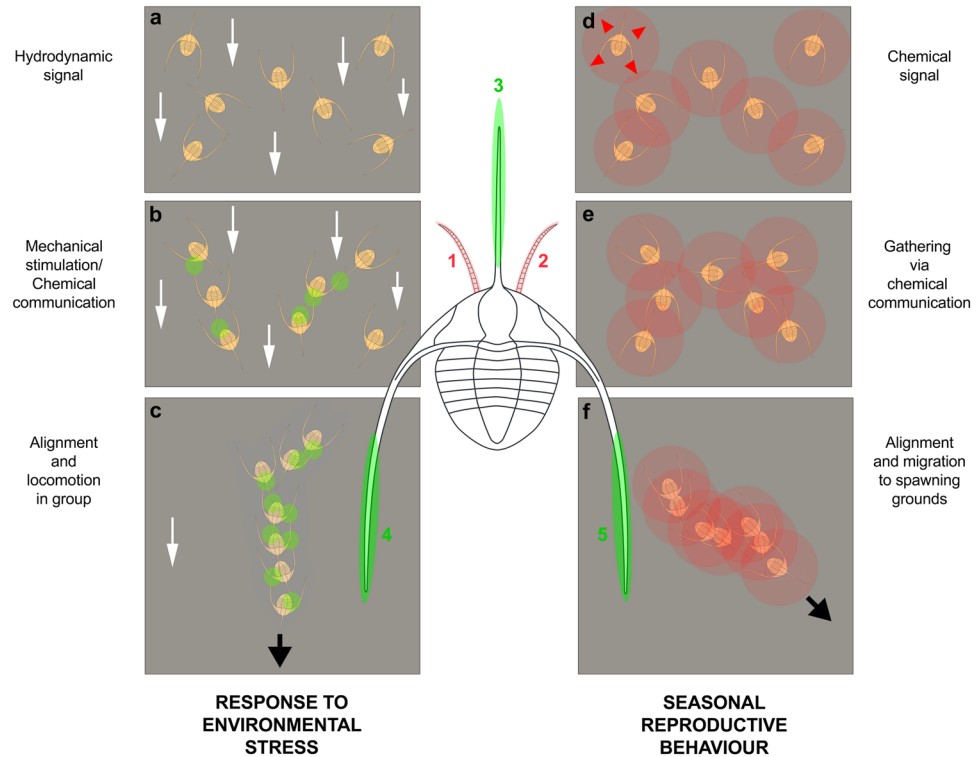 a
Hydrodynamic
signal
b
Mechanical
stimulation/
Chemical
communication
c
Alignment
and
locomotion
in group
RESPONSE TO
ENVIRONMENTAL
STRESS
3
1
2
4
5
d
Chemical
signal
e
Gathering
via
chemical
communication
f
Alignment
and migration
to spawning
grounds
SEASONAL
REPRODUCTIVE
BEHAVIOUR